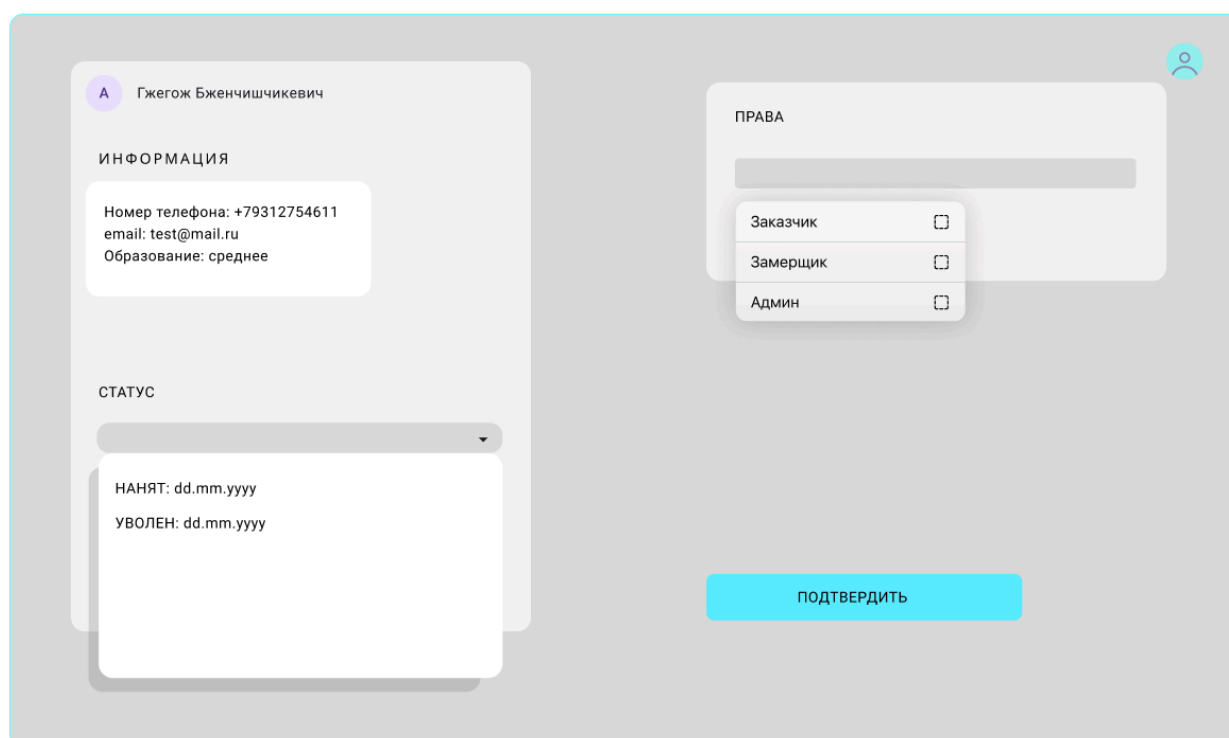 А
Гжегож Бженчишчикевич
ИНФОРМАЦИЯ
Номер телефона: +79312754611
email: test@mail.ru
Образование: среднее
СТАТУС
НАНЯТ: dd.mm.yyyy
УВОЛЕН: dd.mm.yyyy
ПРАВА
Заказчик
Замерщик
Админ
ПОДТВЕРДИТЬ